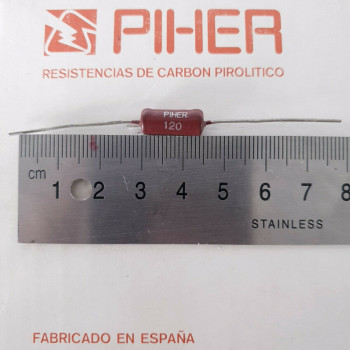 PIHER
RESISTENCIAS DE CARBON PIROLITICO
PIHER
120
cm 1 2 3 4 5 6 7 8
STAINLESS
FABRICADO EN ESPAÑA